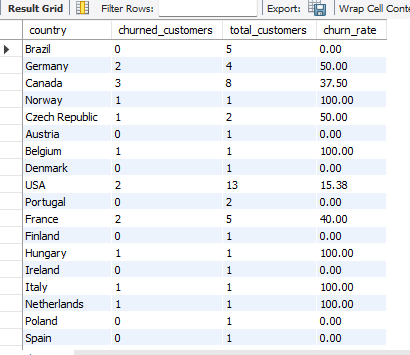 Result Grid Filter Rows: Export: Wrap Cell Conte
country churned_customers total_customers churn_rate
Brazil 0 5 0.00
Germany 2 4 50.00
Canada 3 8 37.50
Norway 1 1 100.00
Czech Republic 1 2 50.00
Austria 0 1 0.00
Belgium 1 1 100.00
Denmark 0 1 0.00
USA 2 13 15.38
Portugal 0 2 0.00
France 2 5 40.00
Finland 0 1 0.00
Hungary 1 1 100.00
Ireland 0 1 0.00
Italy 1 1 100.00
Netherlands 1 1 100.00
Poland 0 1 0.00
Spain 0 1 0.00